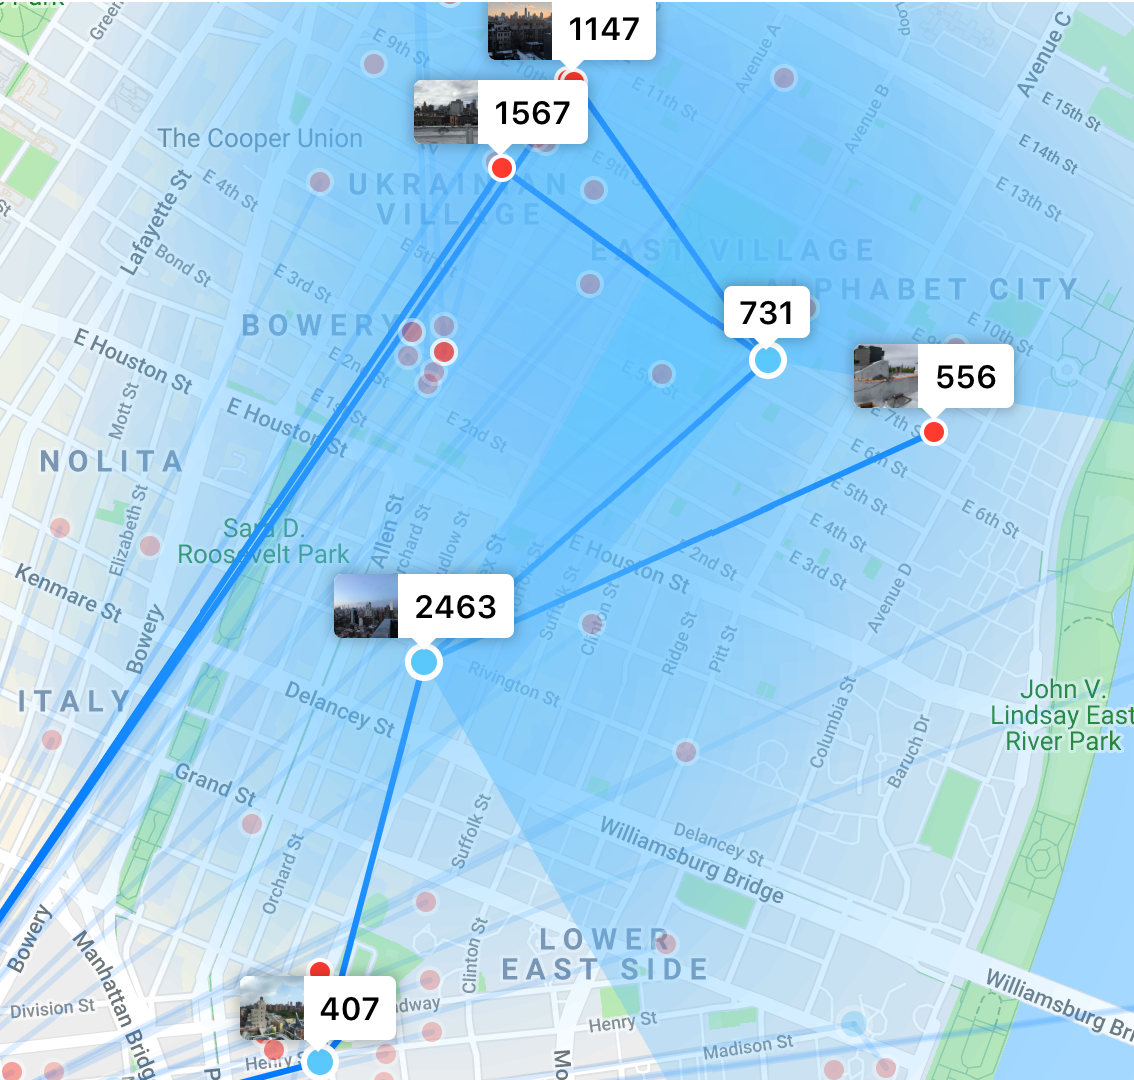 1147
Avenue C
Loop
Avenue A
E 9th St
E 10th
E 11th St
E 15th St
Avenue B
1567
The Cooper Union
E 14th St
E 9th
E 4th St
UKRAINIAN
VILLAGE
E 13th St
Lafayette St
Bond St
E 5th
EAST VILLAGE
ALPHABET CITY
E 3rd St
731
BOWERY
E 10th St
E Houston St
E 2nd St
E 5th St
556
Mott St
E 1st St
E 7th St
E Houston St
E 2nd St
E 6th St
NOLITA
E 5th St
E 6th St
Elizabeth St
Sara D.
Roosevelt Park
Allen St
Orchard St
Ludlow St
E 4th St
E Houston St
E 2nd St
E 3rd St
Kenmare St
Suffolk St
Clinton St
Avenue D
2463
Bowery
Ridge St
Pitt St
Rivington St
ITALY
Delancey St
John V.
Lindsay East
River Park
Columbia St
Baruch Dr
Grand St
Suffolk St
Delancey St
Williamsburg Bridge
Orchard St
Bowery
Clinton St
LOWER
EAST SIDE
Manhattan Bridg
Williamsburg Br
Division St
407
adway
Henry St
Madison St
Henry S
Mo
P